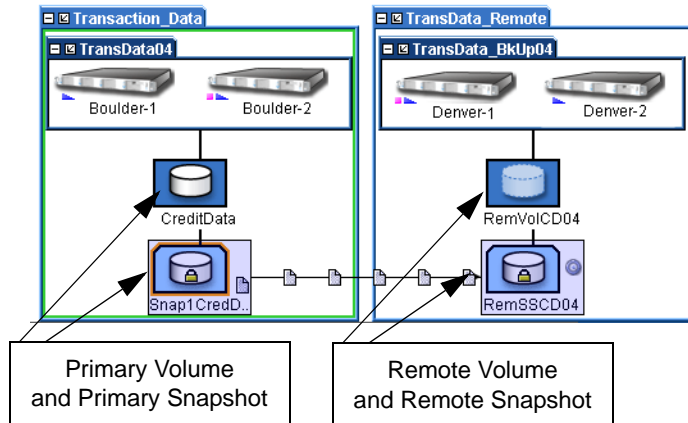 Transaction_Data
TransData_Remote
TransData04
TransData_BkUp04
Boulder-1
Boulder-2
Denver-1
Denver-2
CreditData
RemVolCD04
Snap1CredD..
RemSSCD04
Primary Volume
and Primary Snapshot
Remote Volume
and Remote Snapshot